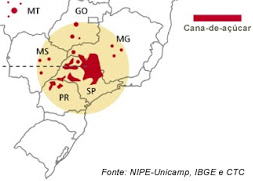 MT
GO
Cana-de-açúcar
MG
MS
PR
SP
Fonte: NIPE-Unicamp, IBGE e CTC